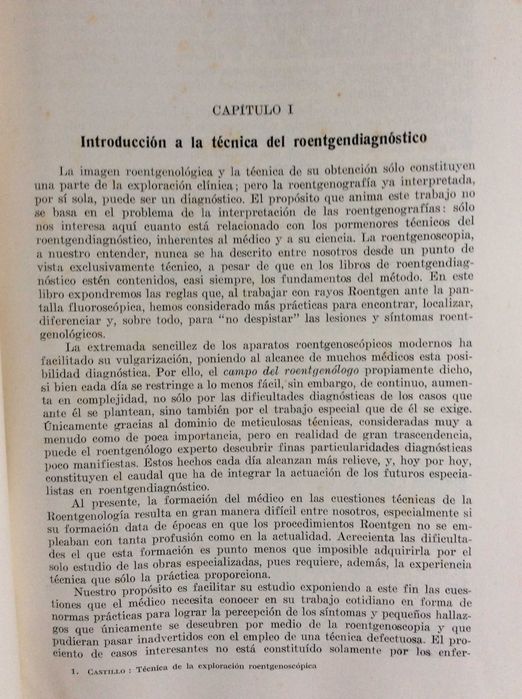 CAPÍTULO I
Introducción a la técnica del roentgendiagnóstico
La imagen roentgenológica y la técnica de su obtención sólo constituyen
una parte de la exploración clínica; pero la roentgenografía ya interpretada,
por sí sola, puede ser un diagnóstico. El propósito que anima este trabajo no
se basa en el problema de la interpretación de las roentgenografías: sólo
nos interesa aquí cuanto está relacionado con los pormenores técnicos del
roentgendiagnóstico, inherentes al médico y a su ciencia. La roentgenoscopia,
a nuestro entender, nunca se ha descrito entre nosotros desde un punto de
vista exclusivamente técnico, a pesar de que en los libros de roentgendiag-
nóstico estén contenidos, casi siempre, los fundamentos del método. En este
libro expondremos las reglas que, al trabajar con rayos Roentgen ante la pan-
talla fluoroscópica, hemos considerado más prácticas para encontrar, localizar,
diferenciar y, sobre todo, para "no despistar" las lesiones y síntomas roent-
genológicos.
La extremada sencillez de los aparatos roentgenoscópicos modernos ha
facilitado su vulgarización, poniendo al alcance de muchos médicos esta posi-
bilidad diagnóstica. Por ello, el campo del roentgenólogo propiamente dicho,
si bien cada día se restringe a lo menos fácil, sin embargo, de continuo, aumen-
ta en complejidad, no sólo por las dificultades diagnósticas de los casos que
ante él se plantean, sino también por el trabajo especial que de él se exige.
Únicamente gracias al dominio de meticulosas técnicas, consideradas muy a
menudo como de poca importancia, pero en realidad de gran trascendencia,
puede el roentgenólogo experto descubrir finas particularidades diagnósticas
poco manifiestas. Estos hechos cada día alcanzan más relieve, y, hoy por hoy,
constituyen el caudal que ha de integrar la actuación de los futuros especia-
listas en roentgendiagnóstico.
Al presente, la formación del médico en las cuestiones técnicas de la
Roentgenología resulta en gran manera difícil entre nosotros, especialmente si
su formación data de épocas en que los procedimientos Roentgen no se em-
pleaban con tanta profusión como en la actualidad. Acrecienta las dificulta-
des el que esta formación es punto menos que imposible adquirirla por el
solo estudio de las obras especializadas, pues requiere, además, la experiencia
técnica que sólo la práctica proporciona.
Nuestro propósito es facilitar su estudio exponiendo a este fin las cues-
tiones que el médico necesita conocer en su trabajo cotidiano en forma de
normas prácticas para lograr la percepción de los síntomas y pequeños hallaz-
gos que únicamente se descubren por medio de la roentgenoscopia y que
pudieran pasar inadvertidos con el empleo de una técnica defectuosa. El por-
ciento de casos interesantes no está constituido solamente por los enfer-
1. CASTILLO: Técnica de la exploración roentgenoscópica